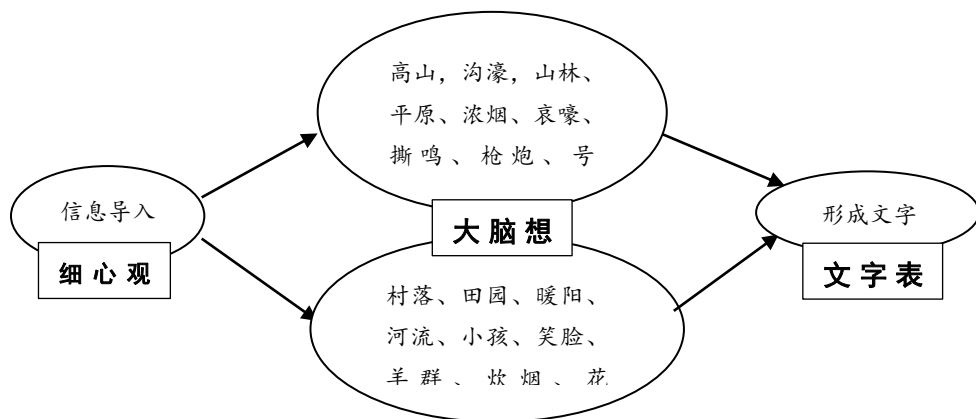 高山，沟濠，山林、
平原、浓烟、哀嚎、
撕鸣、枪炮、号
信息导入
细心观
大脑想
形成文字
文字表
村落、田园、暖阳、
河流、小孩、笑脸、
羊群、炊烟、花